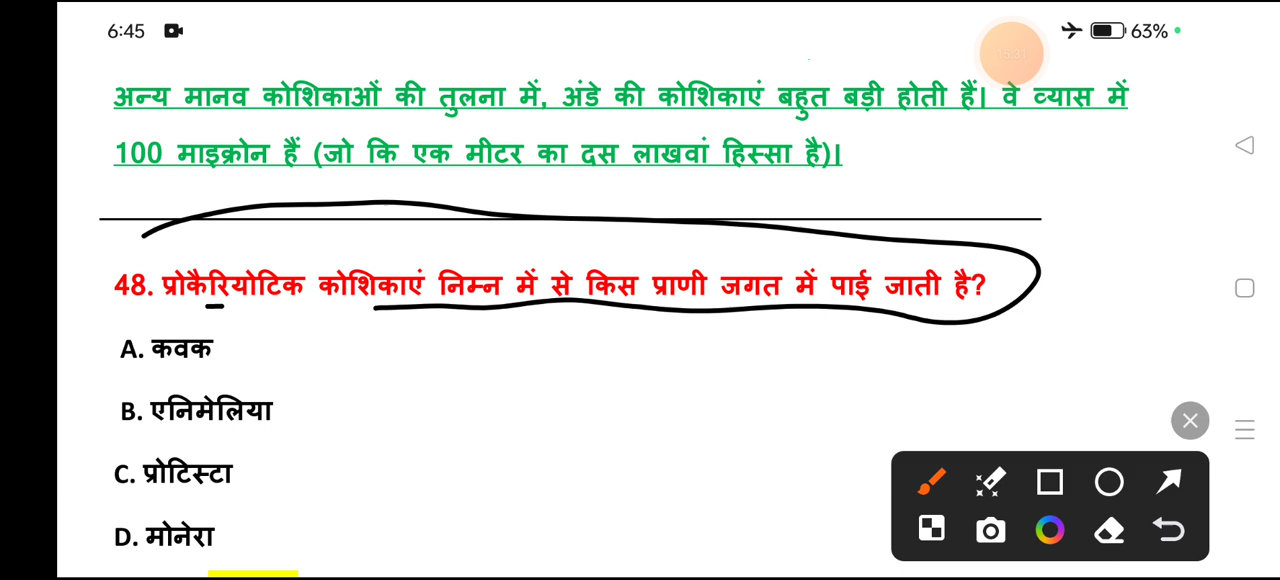 6:45
63%
अन्य मानव कोशिकाओं की तुलना में, अंडे की कोशिकाएं बहुत बड़ी होती हैं। वे व्यास में
100 माइक्रोन हैं (जो कि एक मीटर का दस लाखवां हिस्सा है)।
48. प्रोकैरियोटिक कोशिकाएं निम्न में से किस प्राणी जगत में पाई जाती है?
A. कवक
B. एनिमेलिया
C. प्रोटिस्टा
D. मोनेरा